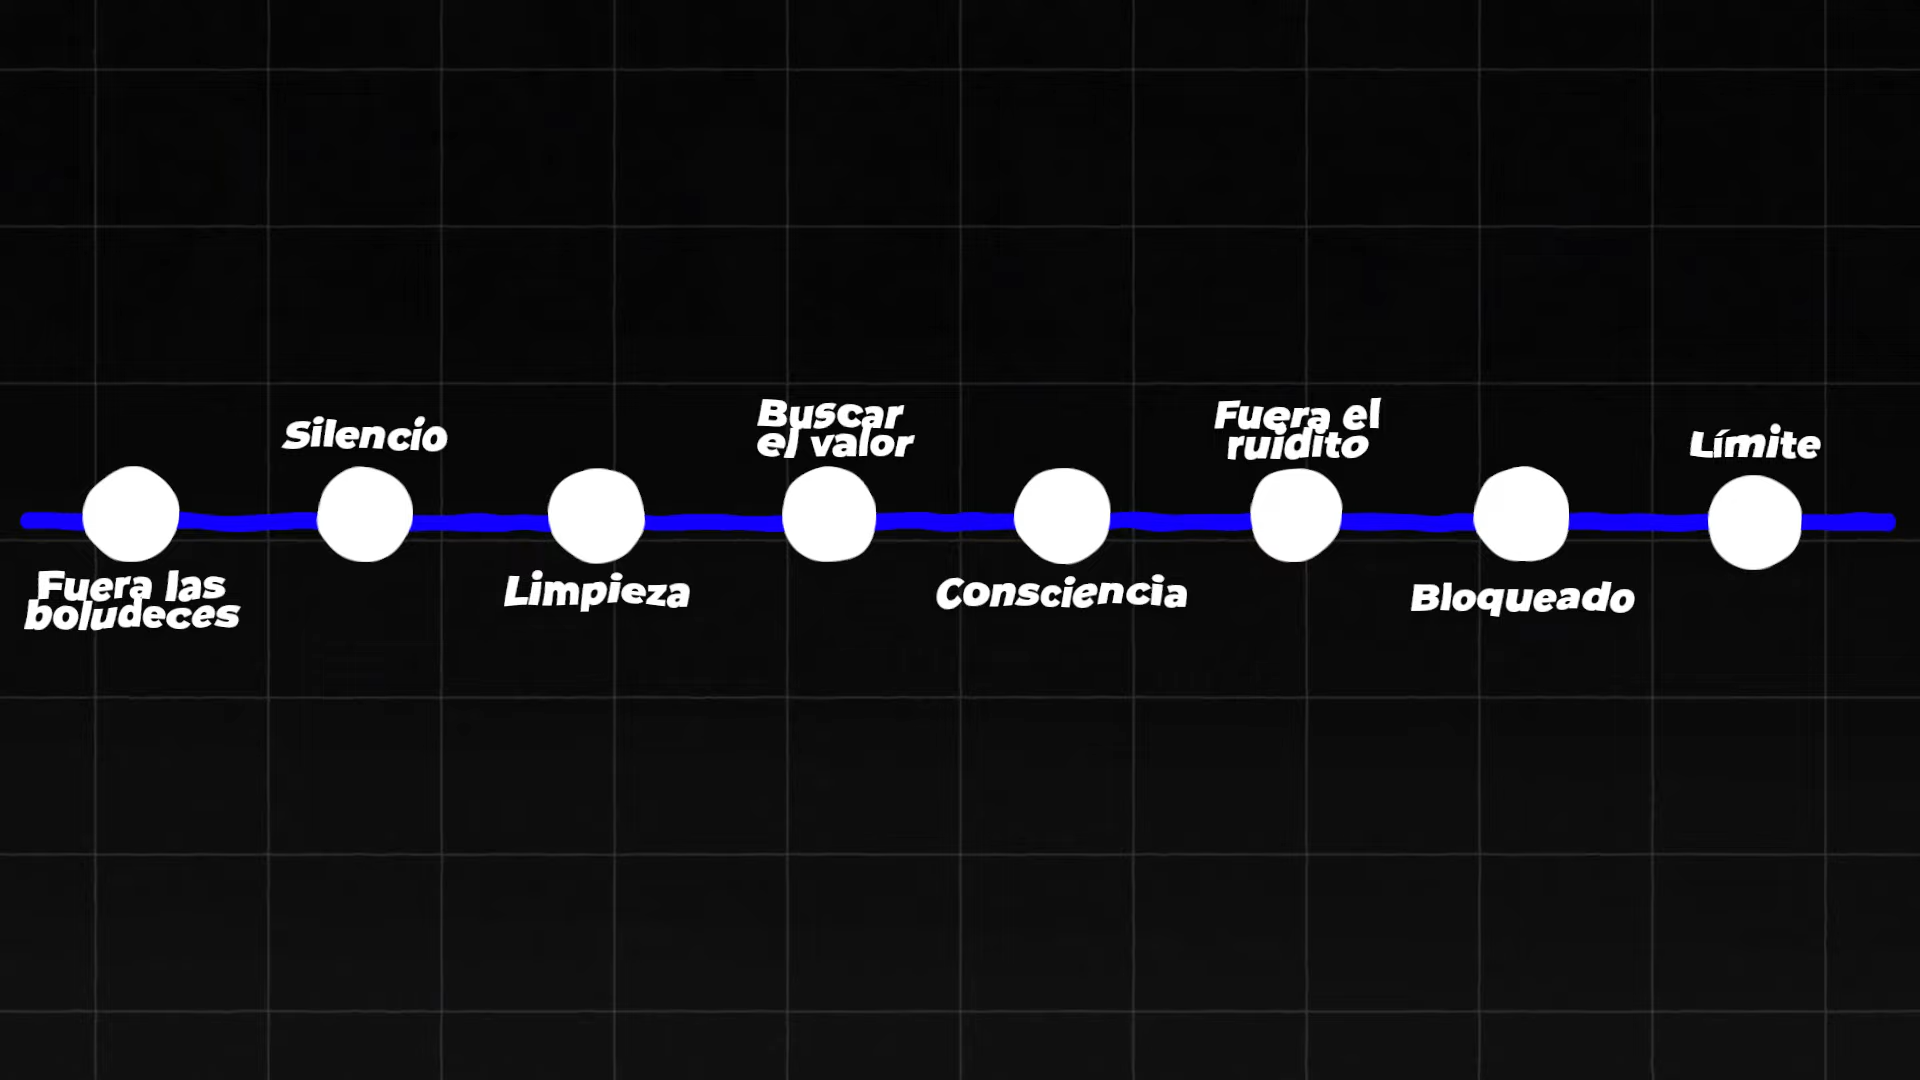 Fuera las
boludeces
Silencio
Limpieza
Buscar
el valor
Consciencia
Fuera el
ruidito
Bloqueado
Límite